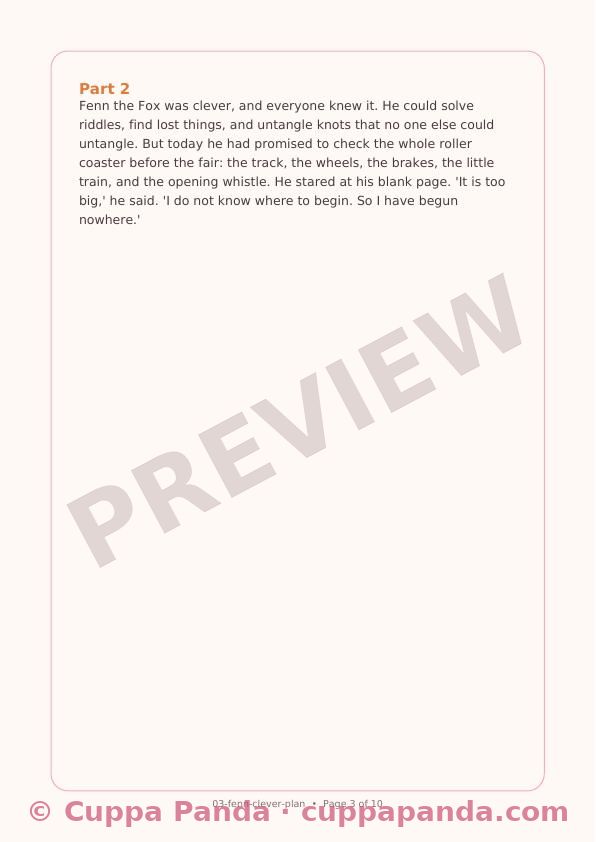 Part 2
Fenn the Fox was clever, and everyone knew it. He could solve
riddles, find lost things, and untangle knots that no one else could
untangle. But today he had promised to check the whole roller
coaster before the fair: the track, the wheels, the brakes, the little
train, and the opening whistle. He stared at his blank page. 'It is too
big,' he said. 'I do not know where to begin. So I have begun
nowhere.'
PREVIEW
03-fenn-clever-plan • Page 3 of 10
© Cuppa Panda · cuppapanda.com